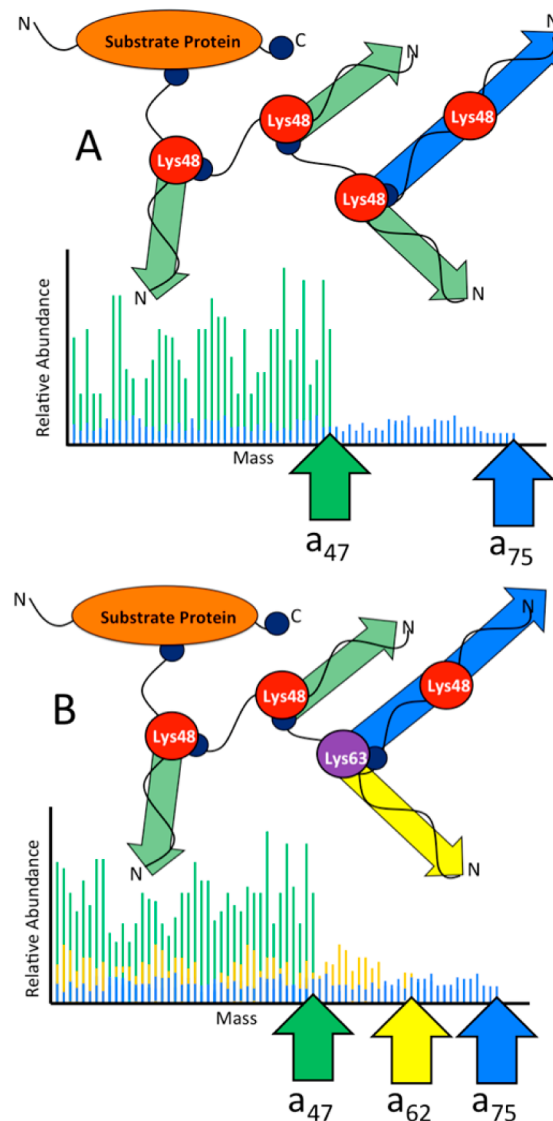 N
Substrate Protein
C
N
N
A
Lys48
Lys48
Lys48
Lys48
N
N
Relative Abundance
Mass
a47
a75
N
Substrate Protein
C
N
N
B
Lys48
Lys48
Lys48
Lys63
N
N
Relative Abundance
Mass
a47
a62
a75